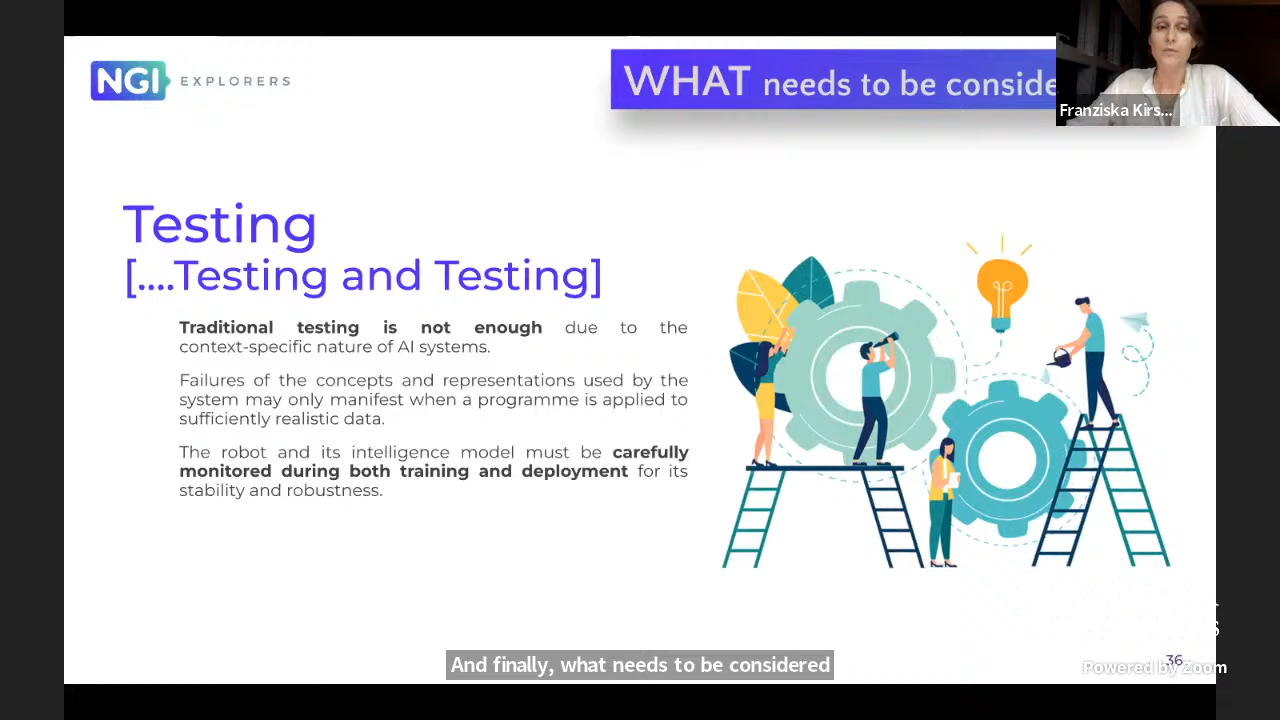 NGI EXPLORERS
WHAT needs to be conside
Franziska Kirs...
Testing
[....Testing and Testing]
Traditional testing is not enough due to the
context-specific nature of AI systems.
Failures of the concepts and representations used by the
system may only manifest when a programme is applied to
sufficiently realistic data.
The robot and its intelligence model must be carefully
monitored during both training and deployment for its
stability and robustness.
And finally, what needs to be considered
36
Powered by Zoom